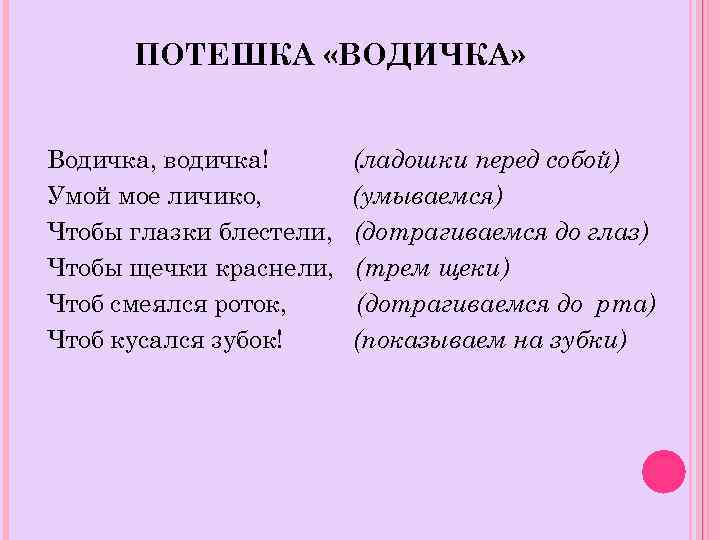 ПОТЕШКА «ВОДИЧКА»
Водичка, водичка! (ладошки перед собой)
Умой мое личико, (умываемся)
Чтобы глазки блестели, (дотрагиваемся до глаз)
Чтобы щечки краснели, (трем щеки)
Чтоб смеялся роток, (дотрагиваемся до рта)
Чтоб кусался зубок! (показываем на зубки)